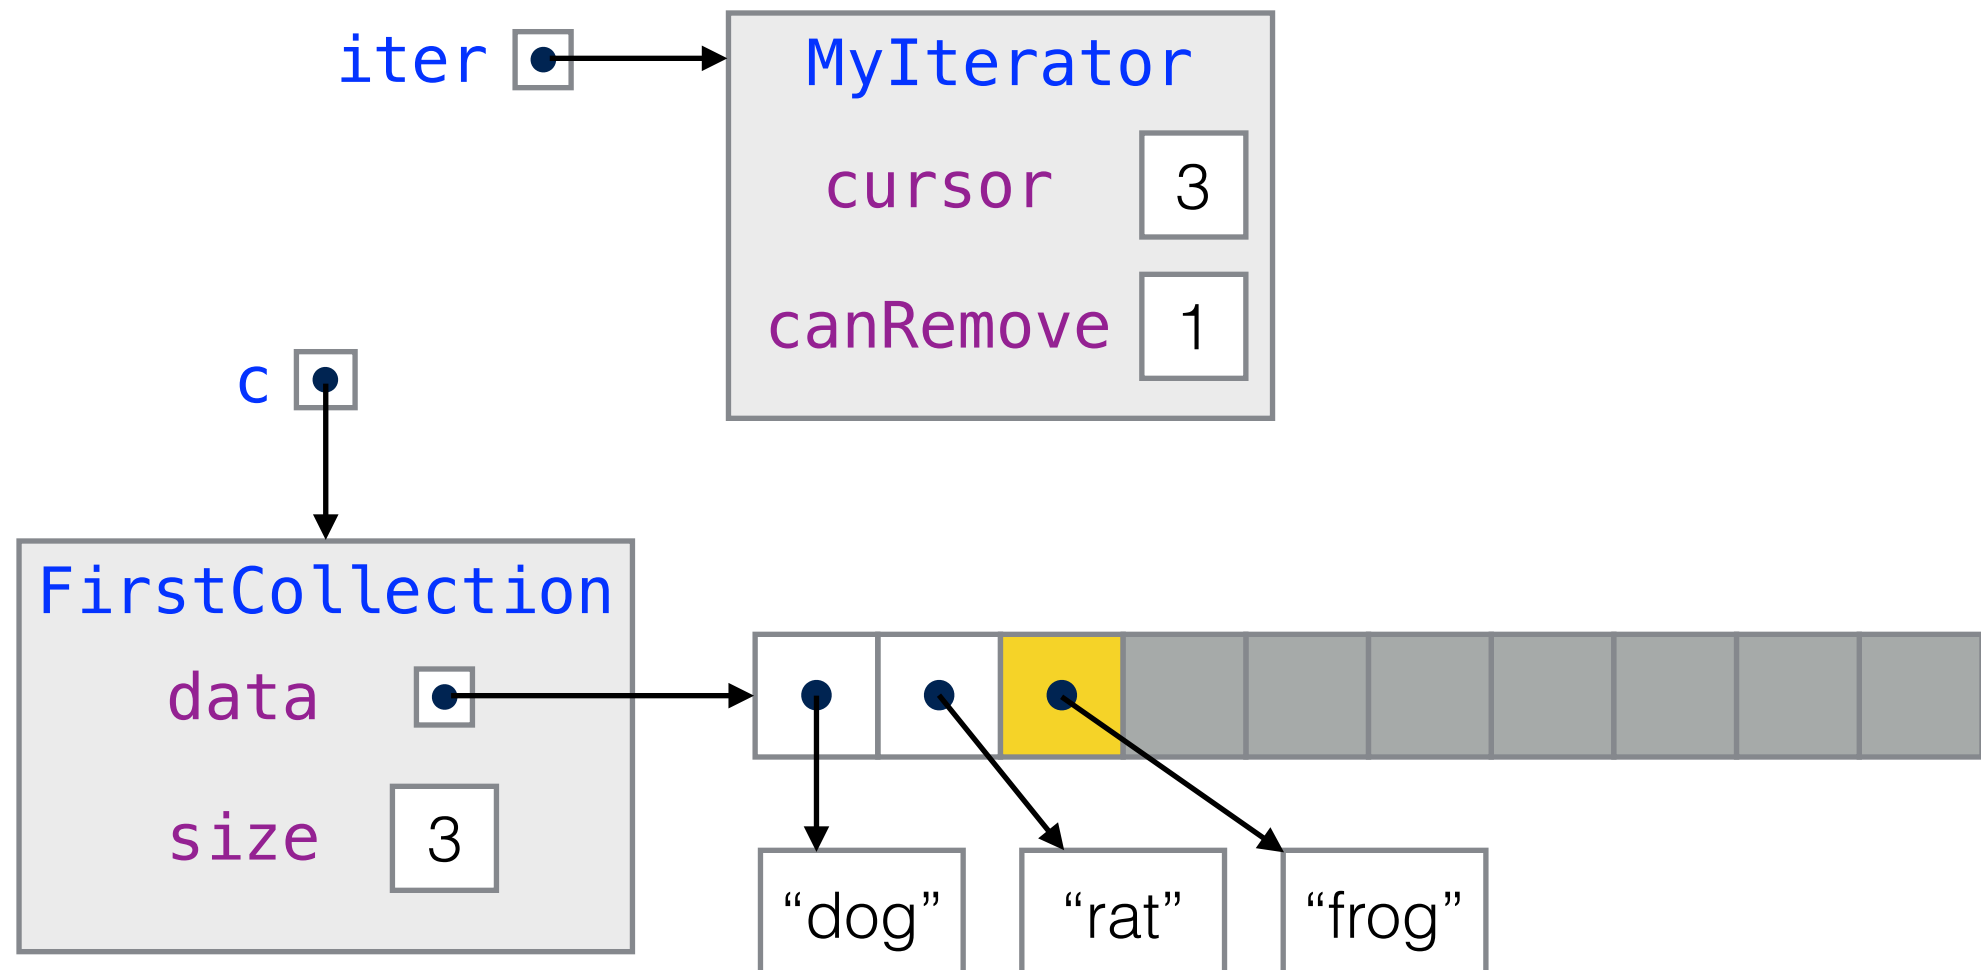 iter
MyIterator
cursor 3
canRemove 1
c
FirstCollection
data
size 3
“dog” “rat” “frog”